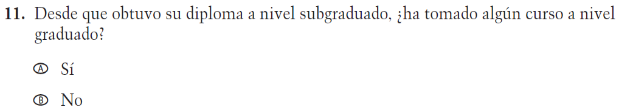 11. Desde que obtuvo su diploma a nivel subgraduado, ¿ha tomado algún curso a nivel
graduado?
Ⓐ Sí
Ⓑ No